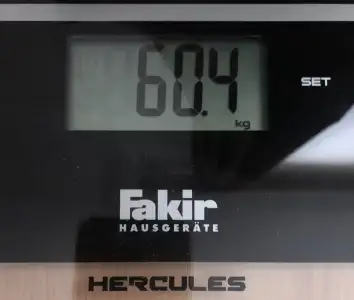 60.4
kg
SET
Fakir
HAUSGERÄTE
HERCULES